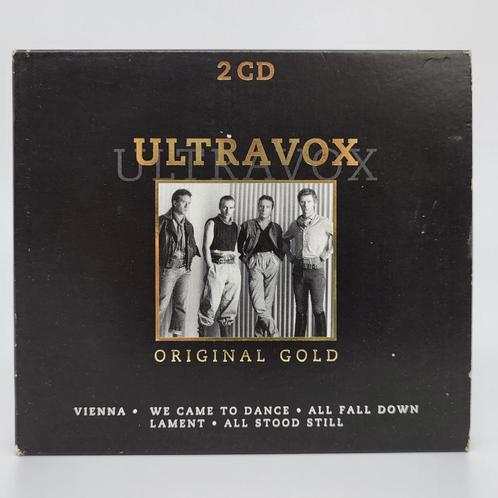 2 CD
ULTRAVOX
ULTRAVOX
ORIGINAL GOLD
VIENNA • WE CAME TO DANCE • ALL FALL DOWN
LAMENT • ALL STOOD STILL